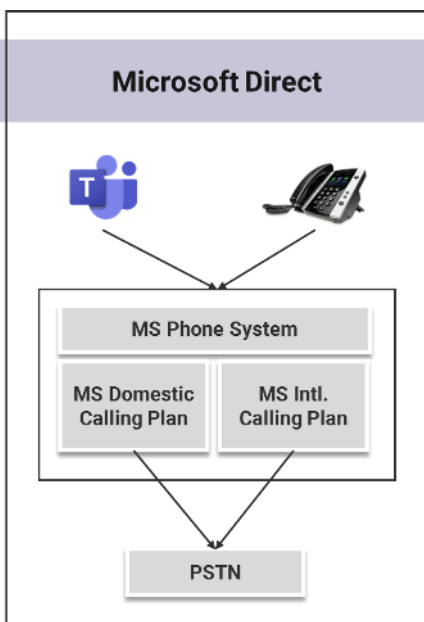 Microsoft Direct
T
MS Phone System
MS Domestic
Calling Plan
MS Intl.
Calling Plan
PSTN